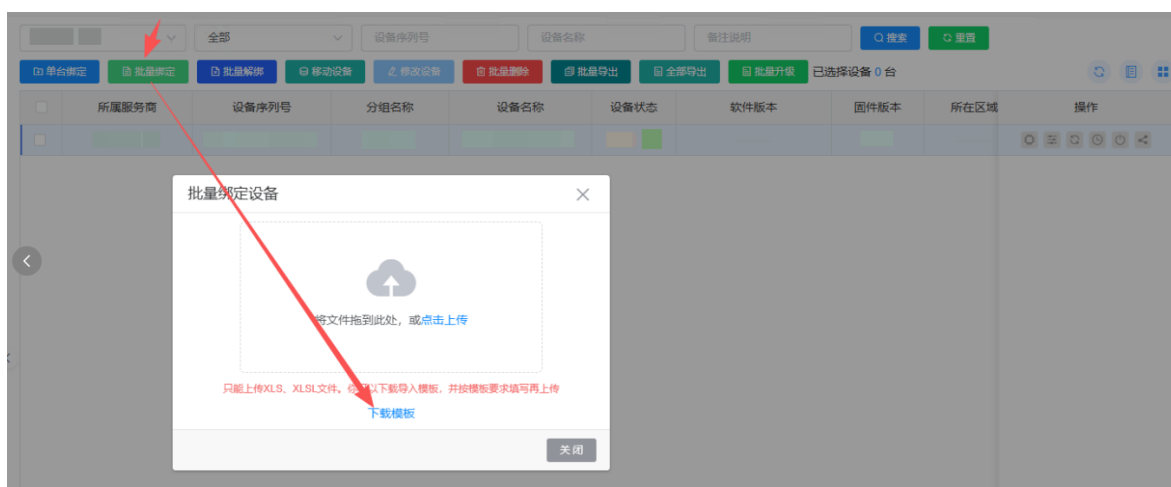 全部 设备序列号 设备名称 备注说明 搜索 重置
单台绑定 批量绑定 批量解绑 移动设备 修改设备 批量删除 批量导出 全部导出 批量升级 已选择设备 0 台
所属服务商 设备序列号 分组名称 设备名称 设备状态 软件版本 固件版本 所在区域 操作
批量绑定设备
将文件拖到此处，或点击上传
只能上传XLS、XLSL文件。你可以下载导入模板，并按模板要求填写再上传
下载模板
关闭